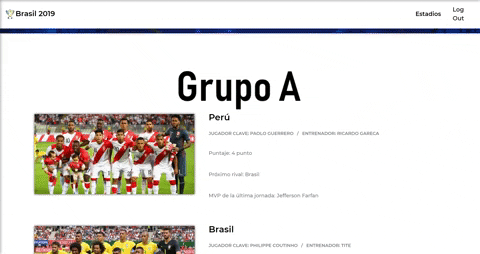 Brasil 2019
Estadios
Log
Out
Grupo A
Perú
JUGADOR CLAVE: PAOLO GUERRERO / ENTRENADOR: RICARDO GARECA
Puntaje: 4 punto
Próximo rival: Brasil
MVP de la última jornada: Jefferson Farfan
Brasil
JUGADOR CLAVE: PHILIPPE COUTINHO / ENTRENADOR: TITE